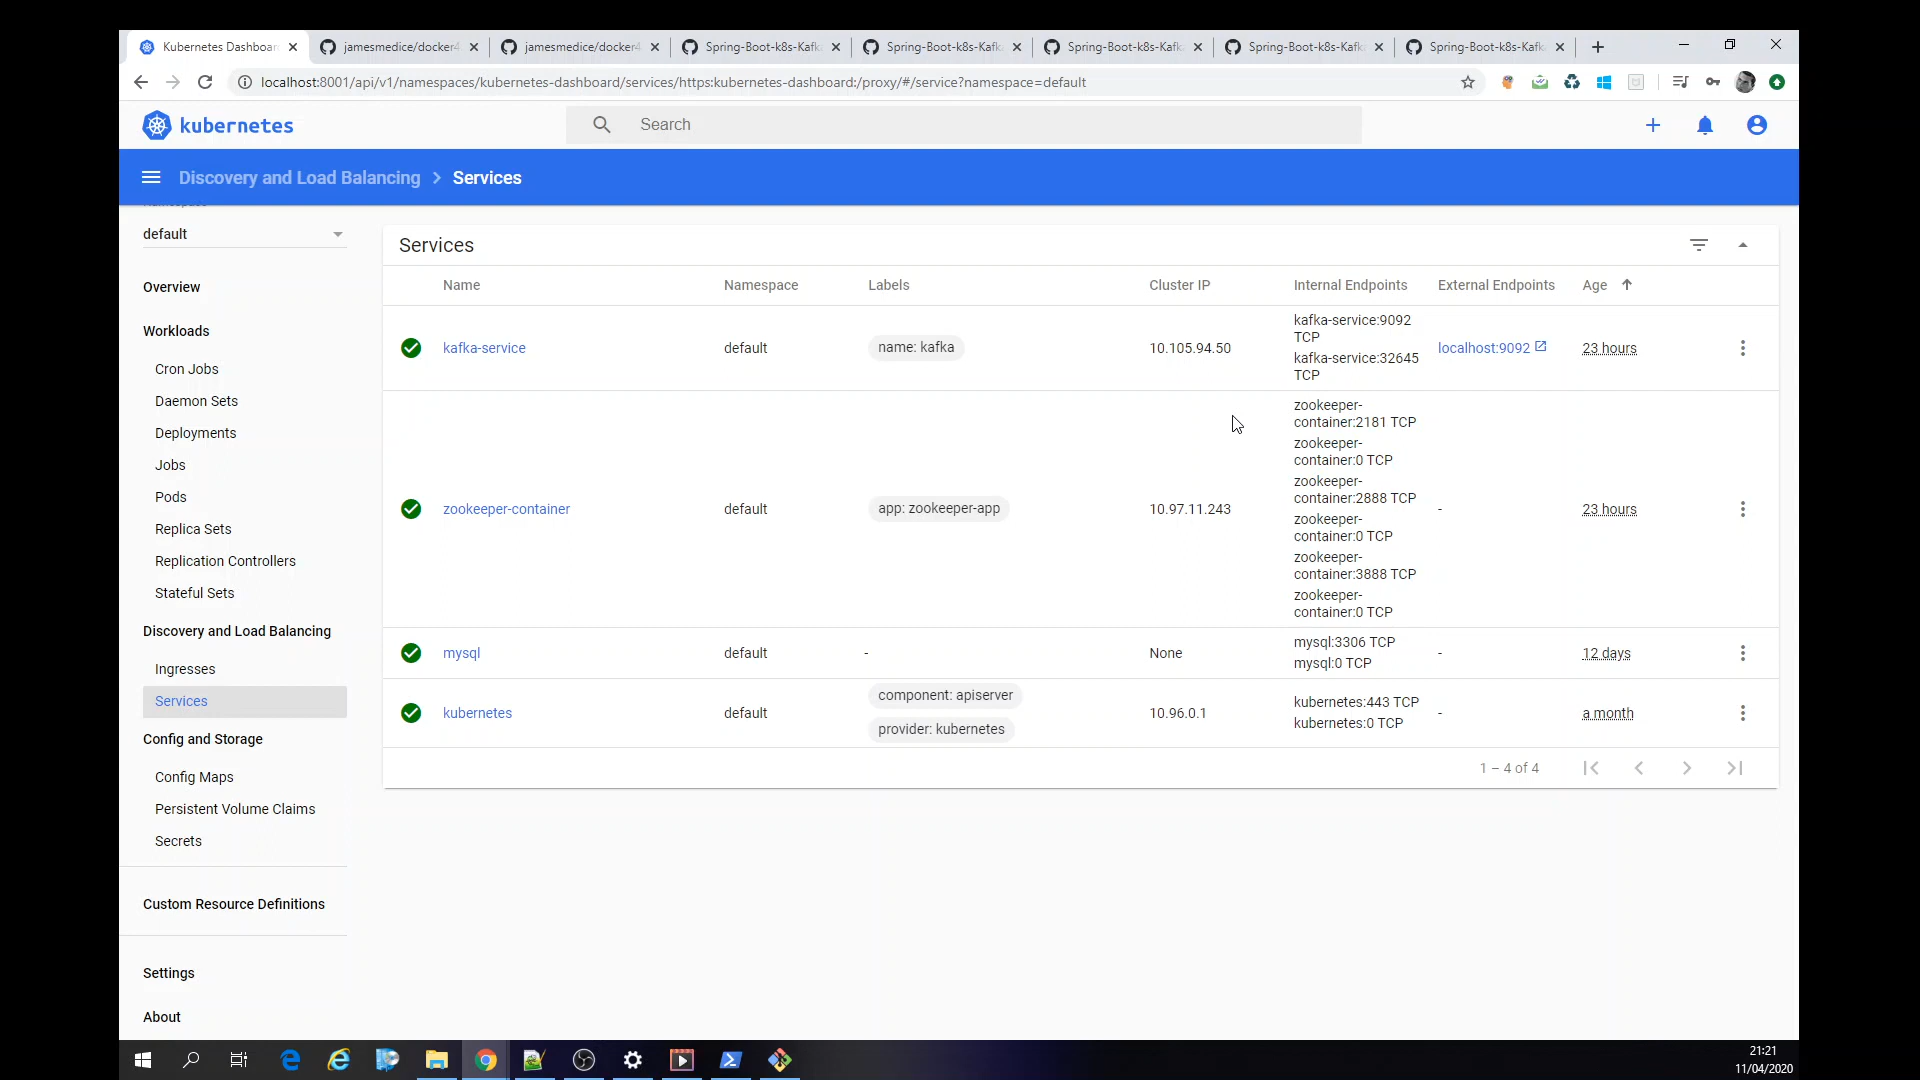 Kubernetes Dashboar
jamesmedice/docker4
jamesmedice/docker4
Spring-Boot-k8s-Kafk
Spring-Boot-k8s-Kafk
Spring-Boot-k8s-Kafk
Spring-Boot-k8s-Kafk
Spring-Boot-k8s-Kafk
localhost:8001/api/v1/namespaces/kubernetes-dashboard/services/https:kubernetes-dashboard:/proxy/#/service?namespace=default
kubernetes
Search
Discovery and Load Balancing
Services
default
Overview
Workloads
Cron Jobs
Daemon Sets
Deployments
Jobs
Pods
Replica Sets
Replication Controllers
Stateful Sets
Discovery and Load Balancing
Ingresses
Services
Config and Storage
Config Maps
Persistent Volume Claims
Secrets
Custom Resource Definitions
Settings
About
Services
Name
Namespace
Labels
Cluster IP
Internal Endpoints
External Endpoints
Age
kafka-service
default
name: kafka
10.105.94.50
kafka-service:9092
TCP
kafka-service:32645
TCP
localhost:9092
23 hours
zookeeper-container
default
app: zookeeper-app
10.97.11.243
zookeeper-
container:2181 TCP
zookeeper-
container:0 TCP
zookeeper-
container:2888 TCP
zookeeper-
container:0 TCP
zookeeper-
container:3888 TCP
zookeeper-
container:0 TCP
-
23 hours
mysql
default
-
None
mysql:3306 TCP
mysql:0 TCP
-
12 days
kubernetes
default
component: apiserver
provider: kubernetes
10.96.0.1
kubernetes:443 TCP
kubernetes:0 TCP
-
a month
1 – 4 of 4
21:21
11/04/2020